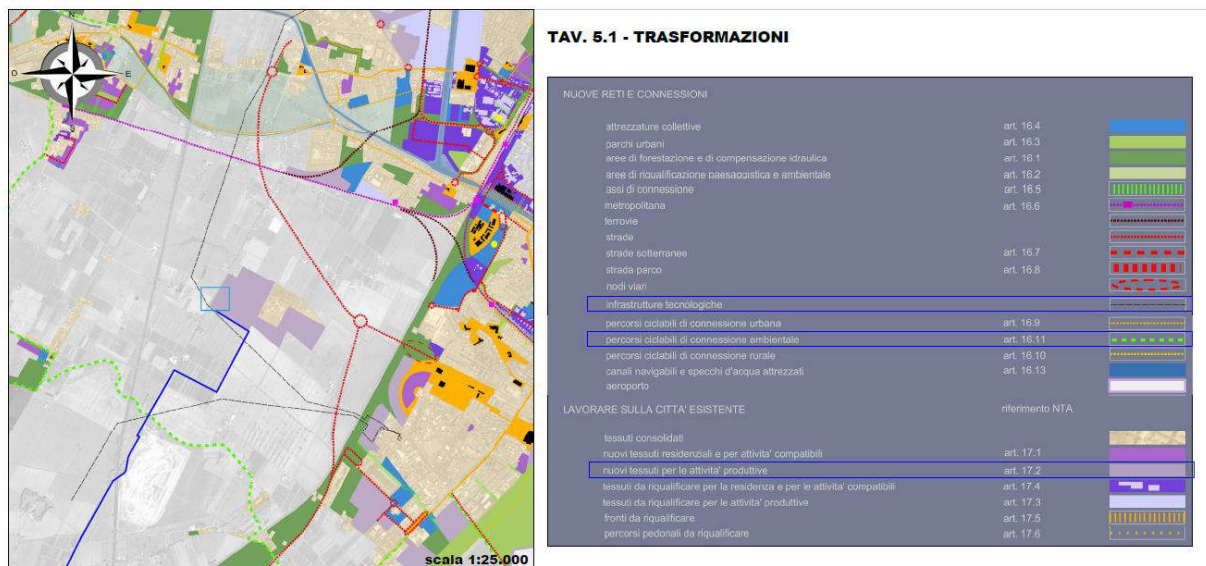 N
O
E
S
scala 1:25.000
TAV. 5.1 - TRASFORMAZIONI
NUOVE RETI E CONNESSIONI
attrezzature collettive art. 16.4
parchi urbani art. 16.3
aree di forestazione e di compensazione idraulica art. 16.1
aree di riqualificazione paesaggistica e ambientale art. 16.2
assi di connessione art. 16.5
metropolitana art. 16.6
ferrovie
strade
strade sotterranee art. 16.7
strada parco art. 16.8
nodi viari
infrastrutture tecnologiche
percorsi ciclabili di connessione urbana art. 16.9
percorsi ciclabili di connessione ambientale art. 16.11
percorsi ciclabili di connessione rurale art. 16.10
canali navigabili e specchi d'acqua attrezzati art. 16.13
aeroporto
LAVORARE SULLA CITTA' ESISTENTE riferimento NTA
tessuti consolidati
nuovi tessuti residenziali e per attivita' compatibili art. 17.1
nuovi tessuti per le attivita' produttive art. 17.2
tessuti da riqualificare per la residenza e per le attivita' compatibili art. 17.4
tessuti da riqualificare per le attivita' produttive art. 17.3
fronti da riqualificare art. 17.5
percorsi pedonali da riqualificare art. 17.6